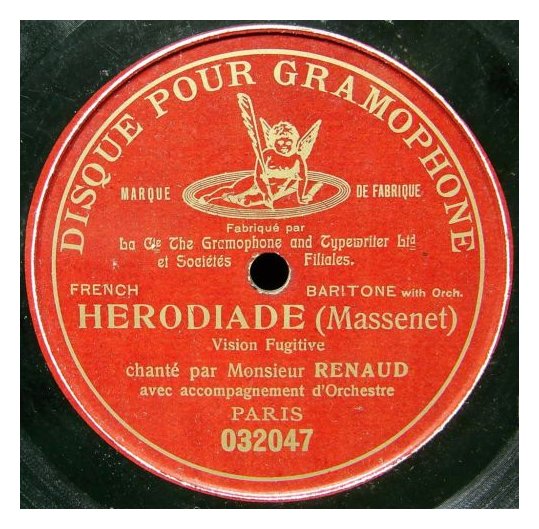 DISQUE POUR GRAMOPHONE
MARQUE DE FABRIQUE
Fabriqué par
La Cie The Gramophone and Typewriter Ltd
et Sociétés Filiales.
FRENCH BARITONE with Orch.
HERODIADE (Massenet)
Vision Fugitive
chanté par Monsieur RENAUD
avec accompagnement d'Orchestre
PARIS
032047